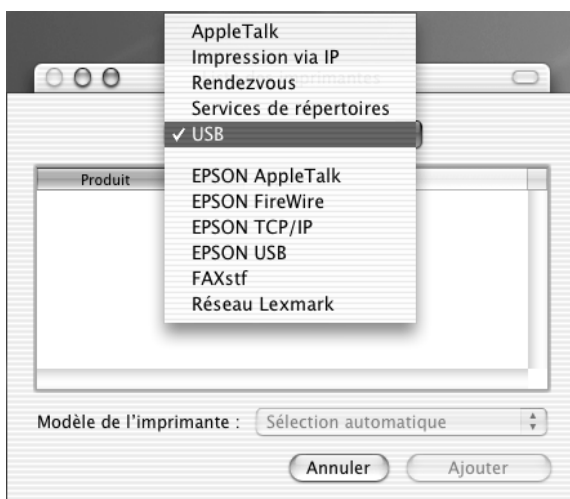 AppleTalk
Impression via IP
Rendezvous
Services de répertoires
✓ USB
EPSON AppleTalk
EPSON FireWire
EPSON TCP/IP
EPSON USB
FAXstf
Réseau Lexmark
Produit
Modèle de l'imprimante : Sélection automatique
Annuler Ajouter